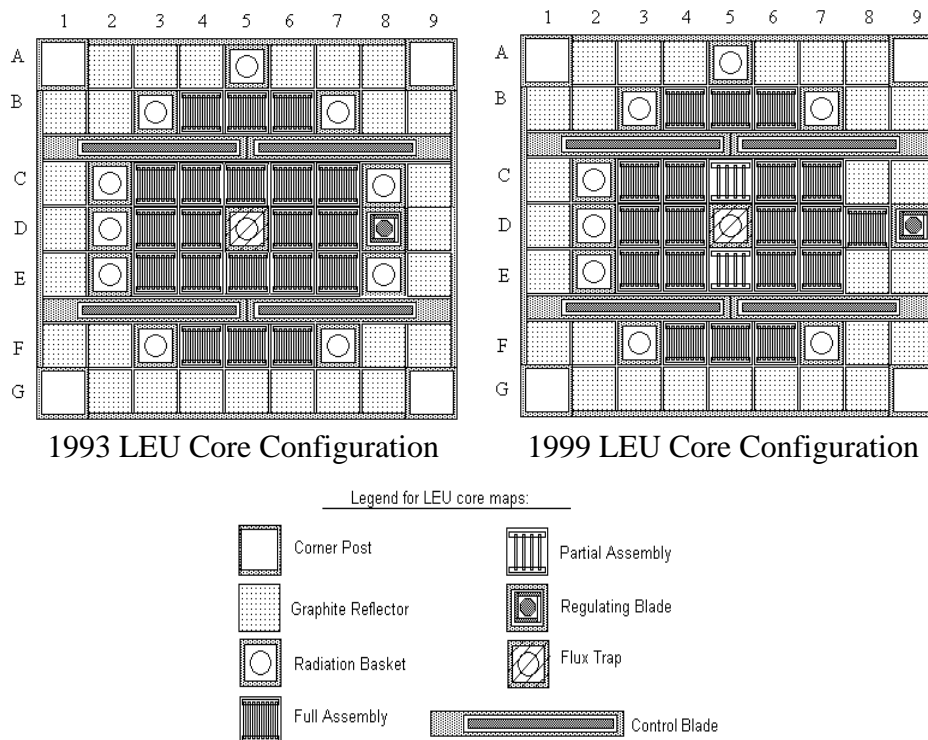 1 2 3 4 5 6 7 8 9
A
B
C
D
E
F
G
1993 LEU Core Configuration
1 2 3 4 5 6 7 8 9
A
B
C
D
E
F
G
1999 LEU Core Configuration
Legend for LEU core maps:
Corner Post
Graphite Reflector
Radiation Basket
Full Assembly
Partial Assembly
Regulating Blade
Flux Trap
Control Blade